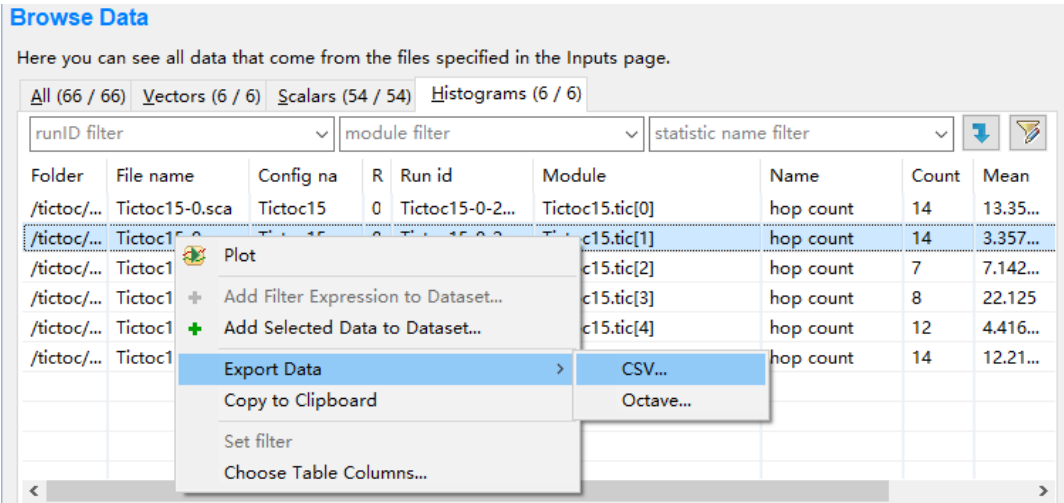 Browse Data
Here you can see all data that come from the files specified in the Inputs page.
All (66 / 66) Vectors (6 / 6) Scalars (54 / 54) Histograms (6 / 6)
runID filter module filter statistic name filter
Folder File name Config na R Run id Module Name Count Mean
/tictoc/... Tictoc15-0.sca Tictoc15 0 Tictoc15-0-2... Tictoc15.tic[0] hop count 14 13.35...
/tictoc/... c15.tic[1] hop count 14 3.357...
Plot
/tictoc/... Tictoc1 c15.tic[2] hop count 7 7.142...
/tictoc/... Tictoc1 Add Filter Expression to Dataset... c15.tic[3] hop count 8 22.125
/tictoc/... Tictoc1 Add Selected Data to Dataset... c15.tic[4] hop count 12 4.416...
/tictoc/... Tictoc1 Export Data CSV... hop count 14 12.21...
Copy to Clipboard Octave...
Set filter
Choose Table Columns...